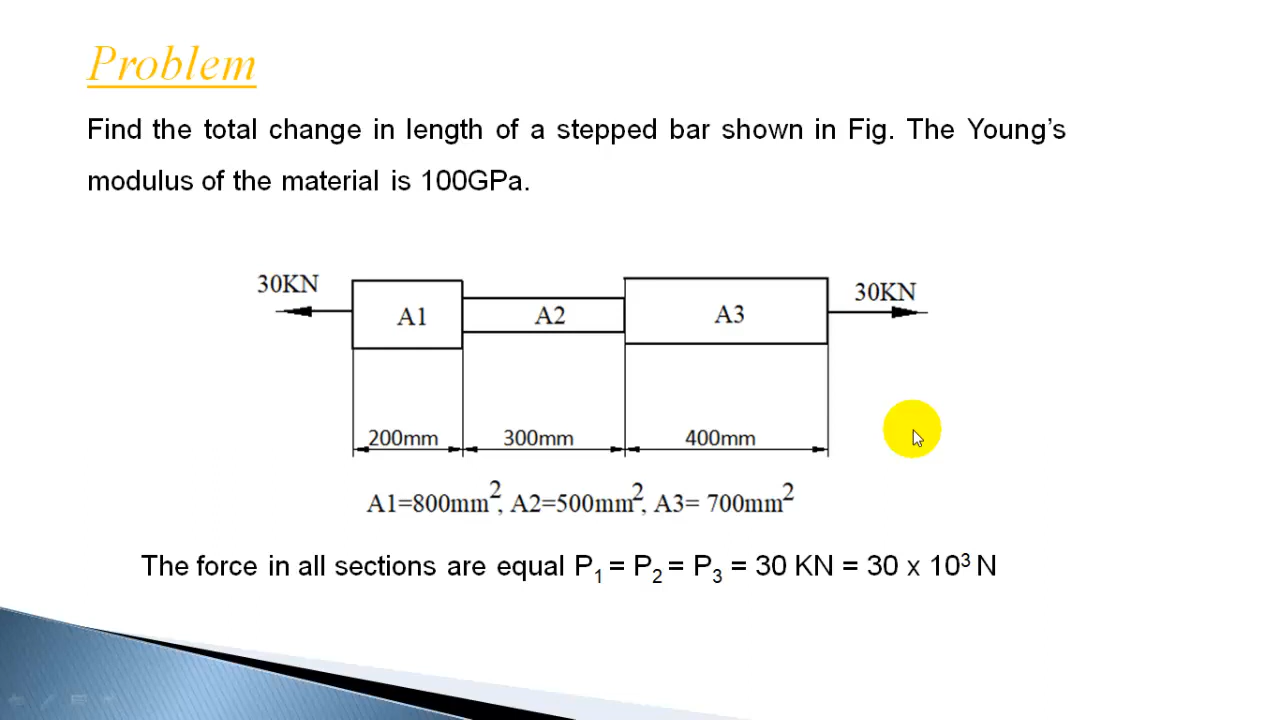 Problem
Find the total change in length of a stepped bar shown in Fig. The Young’s
modulus of the material is 100GPa.
30KN
A1
A2
A3
30KN
200mm
300mm
400mm
A1=800mm², A2=500mm², A3= 700mm²
The force in all sections are equal P₁ = P₂ = P₃ = 30 KN = 30 x 10³ N